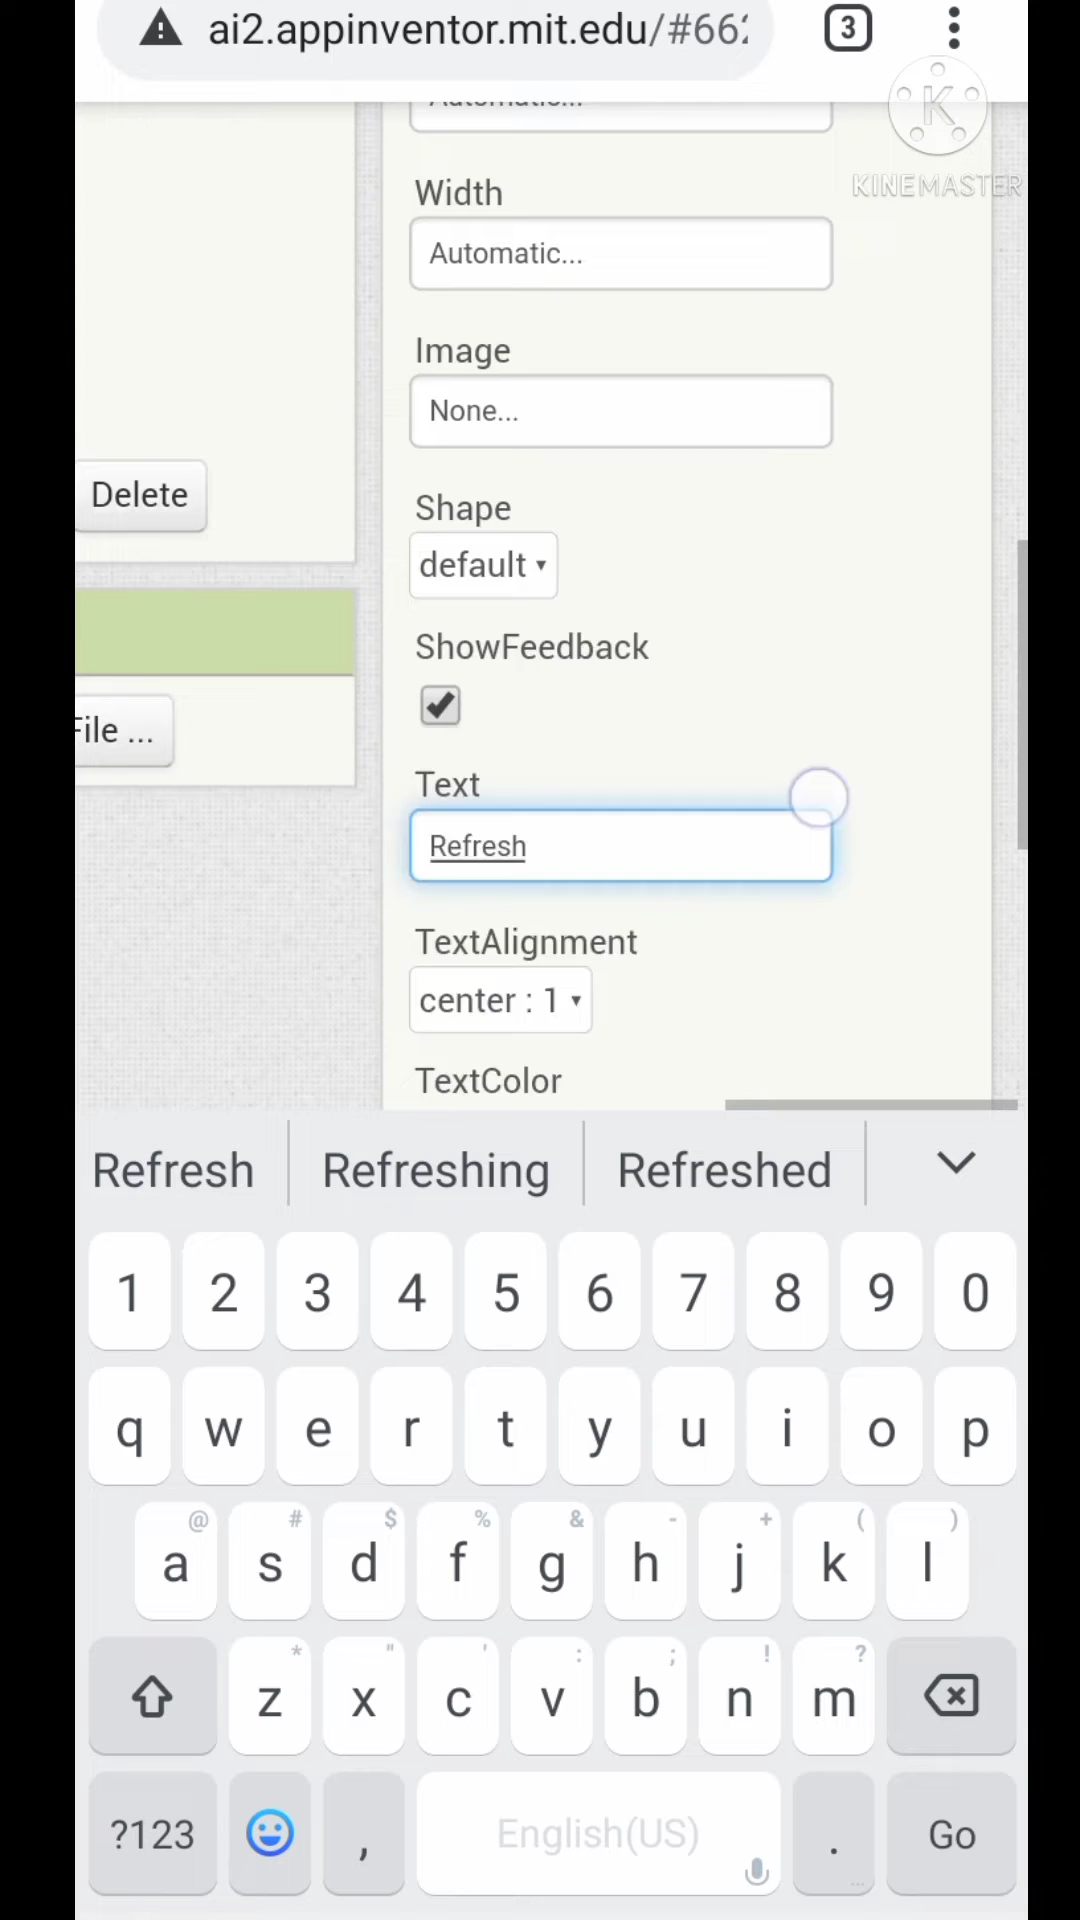 ai2.appinventor.mit.edu/#662
3
K
KINEMASTER
Automatic...
Width
Automatic...
Image
None...
Delete
Shape
default
ShowFeedback
File ...
Text
Refresh
TextAlignment
center : 1
TextColor
Refresh Refreshing Refreshed
1 2 3 4 5 6 7 8 9 0
q w e r t y u i o p
@ # $ % & - + ( )
a s d f g h j k l
* " ' : ; ! ?
z x c v b n m
?123 , English(US) . Go
...